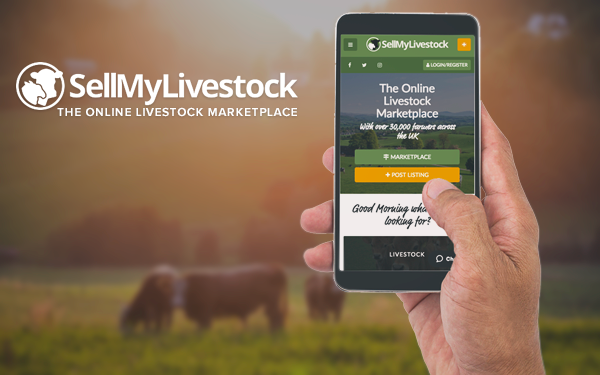 SellMyLivestock
THE ONLINE LIVESTOCK MARKETPLACE
SellMyLivestock
LOGIN/REGISTER
The Online
Livestock
Marketplace
With over 30,000 farmers across
the UK
MARKETPLACE
POST LISTING
Good Morning
looking for?
LIVESTOCK